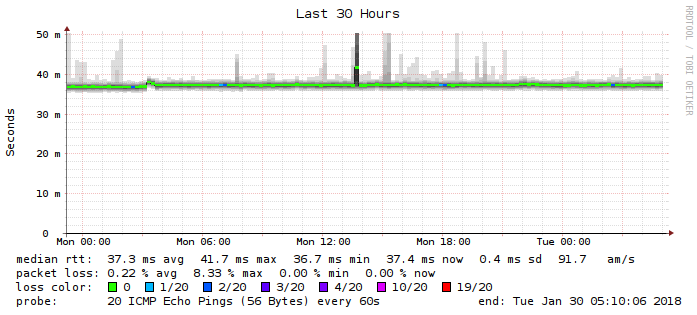 Last 30 Hours
RRDTOOL / TOBI OETIKER
Seconds
50 m
40 m
30 m
20 m
10 m
0
Mon 00:00 Mon 06:00 Mon 12:00 Mon 18:00 Tue 00:00
median rtt: 37.3 ms avg 41.7 ms max 36.7 ms min 37.4 ms now 0.4 ms sd 91.7 am/s
packet loss: 0.22 % avg 8.33 % max 0.00 % min 0.00 % now
loss color: 0 1/20 2/20 3/20 4/20 10/20 19/20
probe: 20 ICMP Echo Pings (56 Bytes) every 60s end: Tue Jan 30 05:10:06 2018